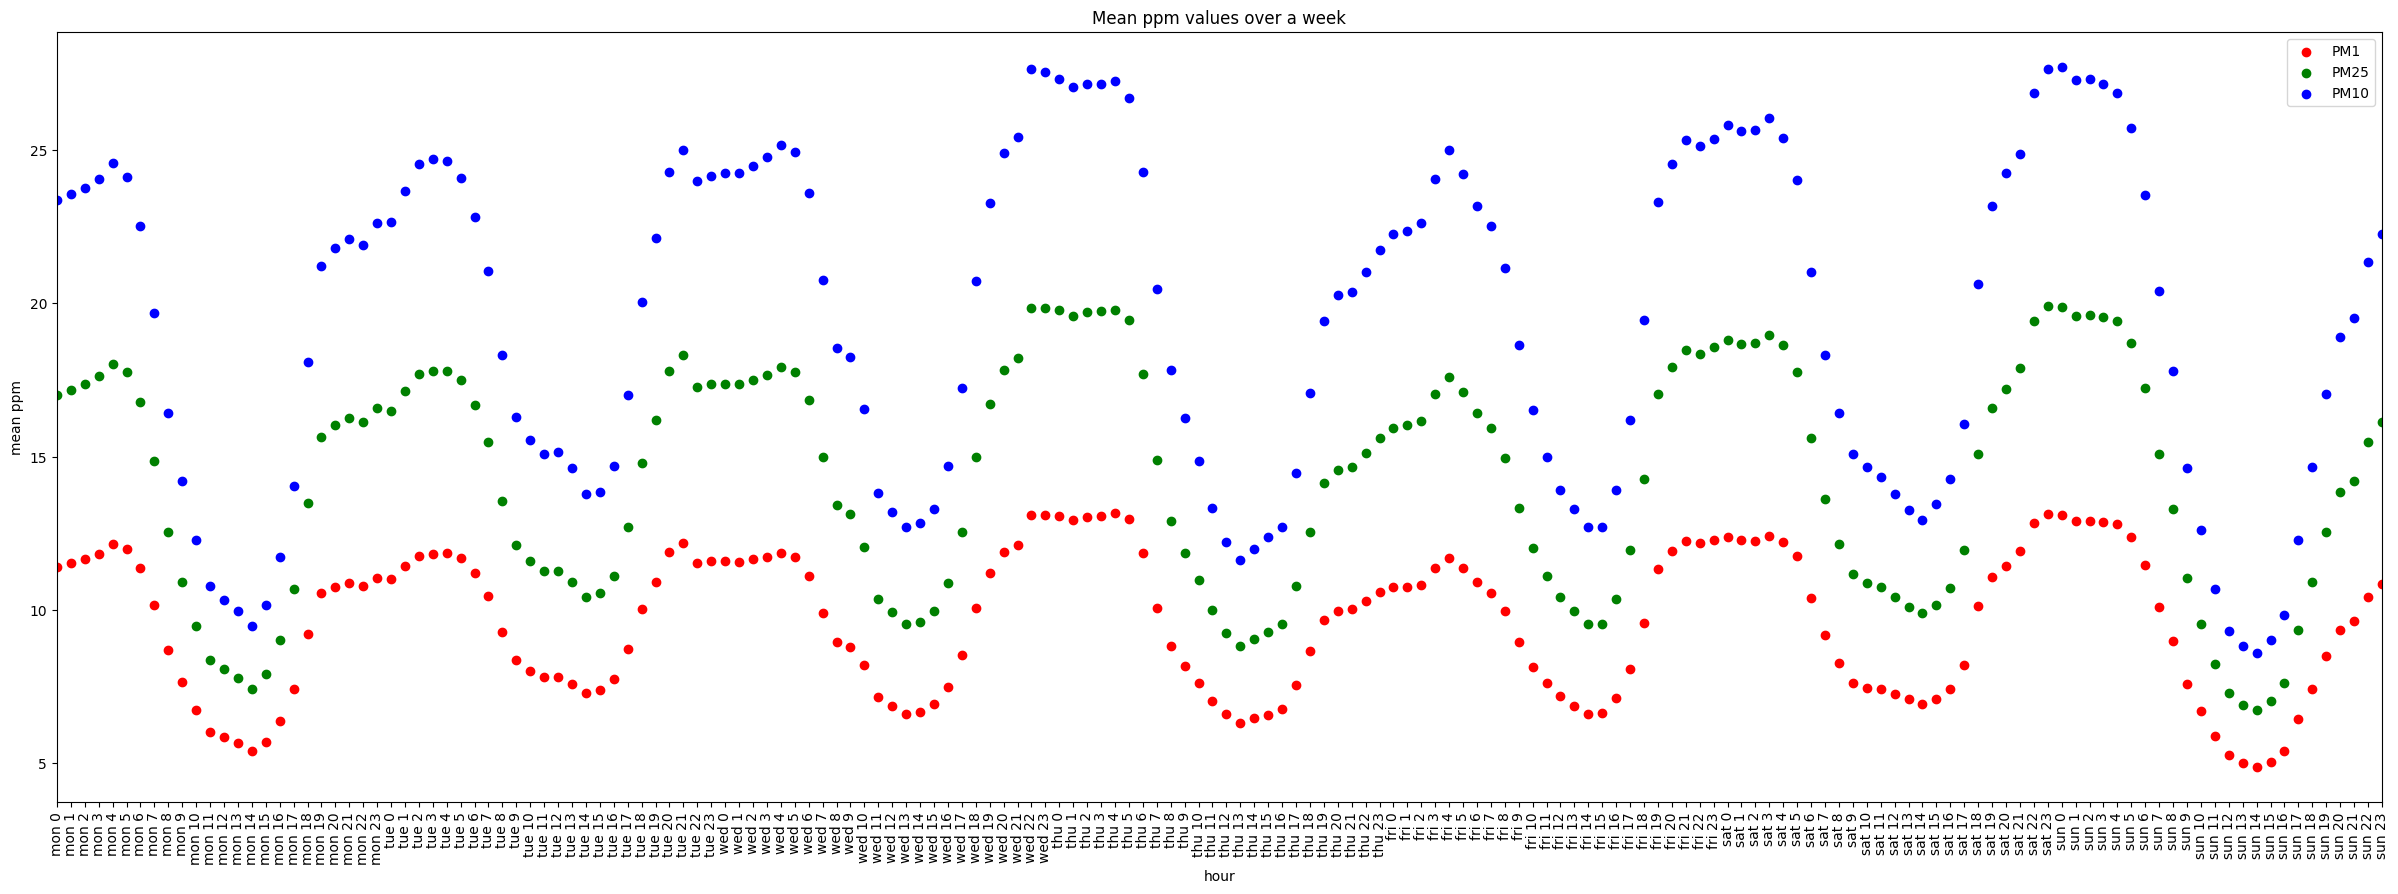 Mean ppm values over a week
PM1
PM25
PM10
25
20
15
10
5
mean ppm
mon 0
mon 1
mon 2
mon 3
mon 4
mon 5
mon 6
mon 7
mon 8
mon 9
mon 10
mon 11
mon 12
mon 13
mon 14
mon 15
mon 16
mon 17
mon 18
mon 19
mon 20
mon 21
mon 22
mon 23
tue 0
tue 1
tue 2
tue 3
tue 4
tue 5
tue 6
tue 7
tue 8
tue 9
tue 10
tue 11
tue 12
tue 13
tue 14
tue 15
tue 16
tue 17
tue 18
tue 19
tue 20
tue 21
tue 22
tue 23
wed 0
wed 1
wed 2
wed 3
wed 4
wed 5
wed 6
wed 7
wed 8
wed 9
wed 10
wed 11
wed 12
wed 13
wed 14
wed 15
wed 16
wed 17
wed 18
wed 19
wed 20
wed 21
wed 22
wed 23
thu 0
thu 1
thu 2
thu 3
thu 4
thu 5
thu 6
thu 7
thu 8
thu 9
thu 10
thu 11
thu 12
thu 13
thu 14
thu 15
thu 16
thu 17
thu 18
thu 19
thu 20
thu 21
thu 22
thu 23
fri 0
fri 1
fri 2
fri 3
fri 4
fri 5
fri 6
fri 7
fri 8
fri 9
fri 10
fri 11
fri 12
fri 13
fri 14
fri 15
fri 16
fri 17
fri 18
fri 19
fri 20
fri 21
fri 22
fri 23
sat 0
sat 1
sat 2
sat 3
sat 4
sat 5
sat 6
sat 7
sat 8
sat 9
sat 10
sat 11
sat 12
sat 13
sat 14
sat 15
sat 16
sat 17
sat 18
sat 19
sat 20
sat 21
sat 22
sat 23
sun 0
sun 1
sun 2
sun 3
sun 4
sun 5
sun 6
sun 7
sun 8
sun 9
sun 10
sun 11
sun 12
sun 13
sun 14
sun 15
sun 16
sun 17
sun 18
sun 19
sun 20
sun 21
sun 22
sun 23
hour